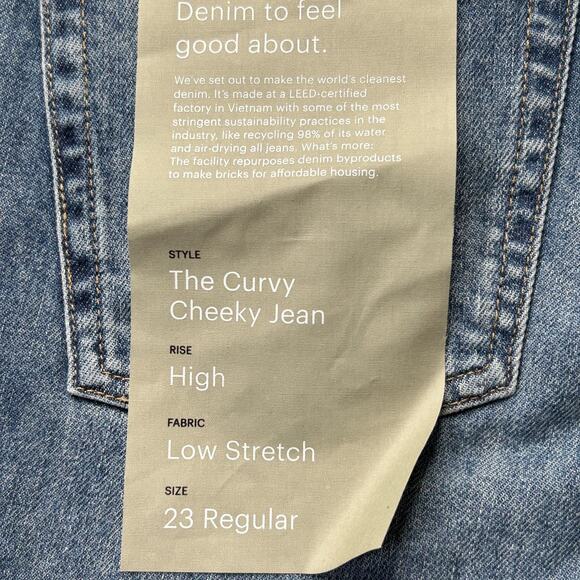 Denim to feel
good about.
We've set out to make the world's cleanest
denim. It's made at a LEED-certified
factory in Vietnam with some of the most
stringent sustainability practices in the
industry, like recycling 98% of its water
and air-drying all jeans. What's more:
The facility repurposes denim byproducts
to make bricks for affordable housing.
STYLE
The Curvy
Cheeky Jean
RISE
High
FABRIC
Low Stretch
SIZE
23 Regular